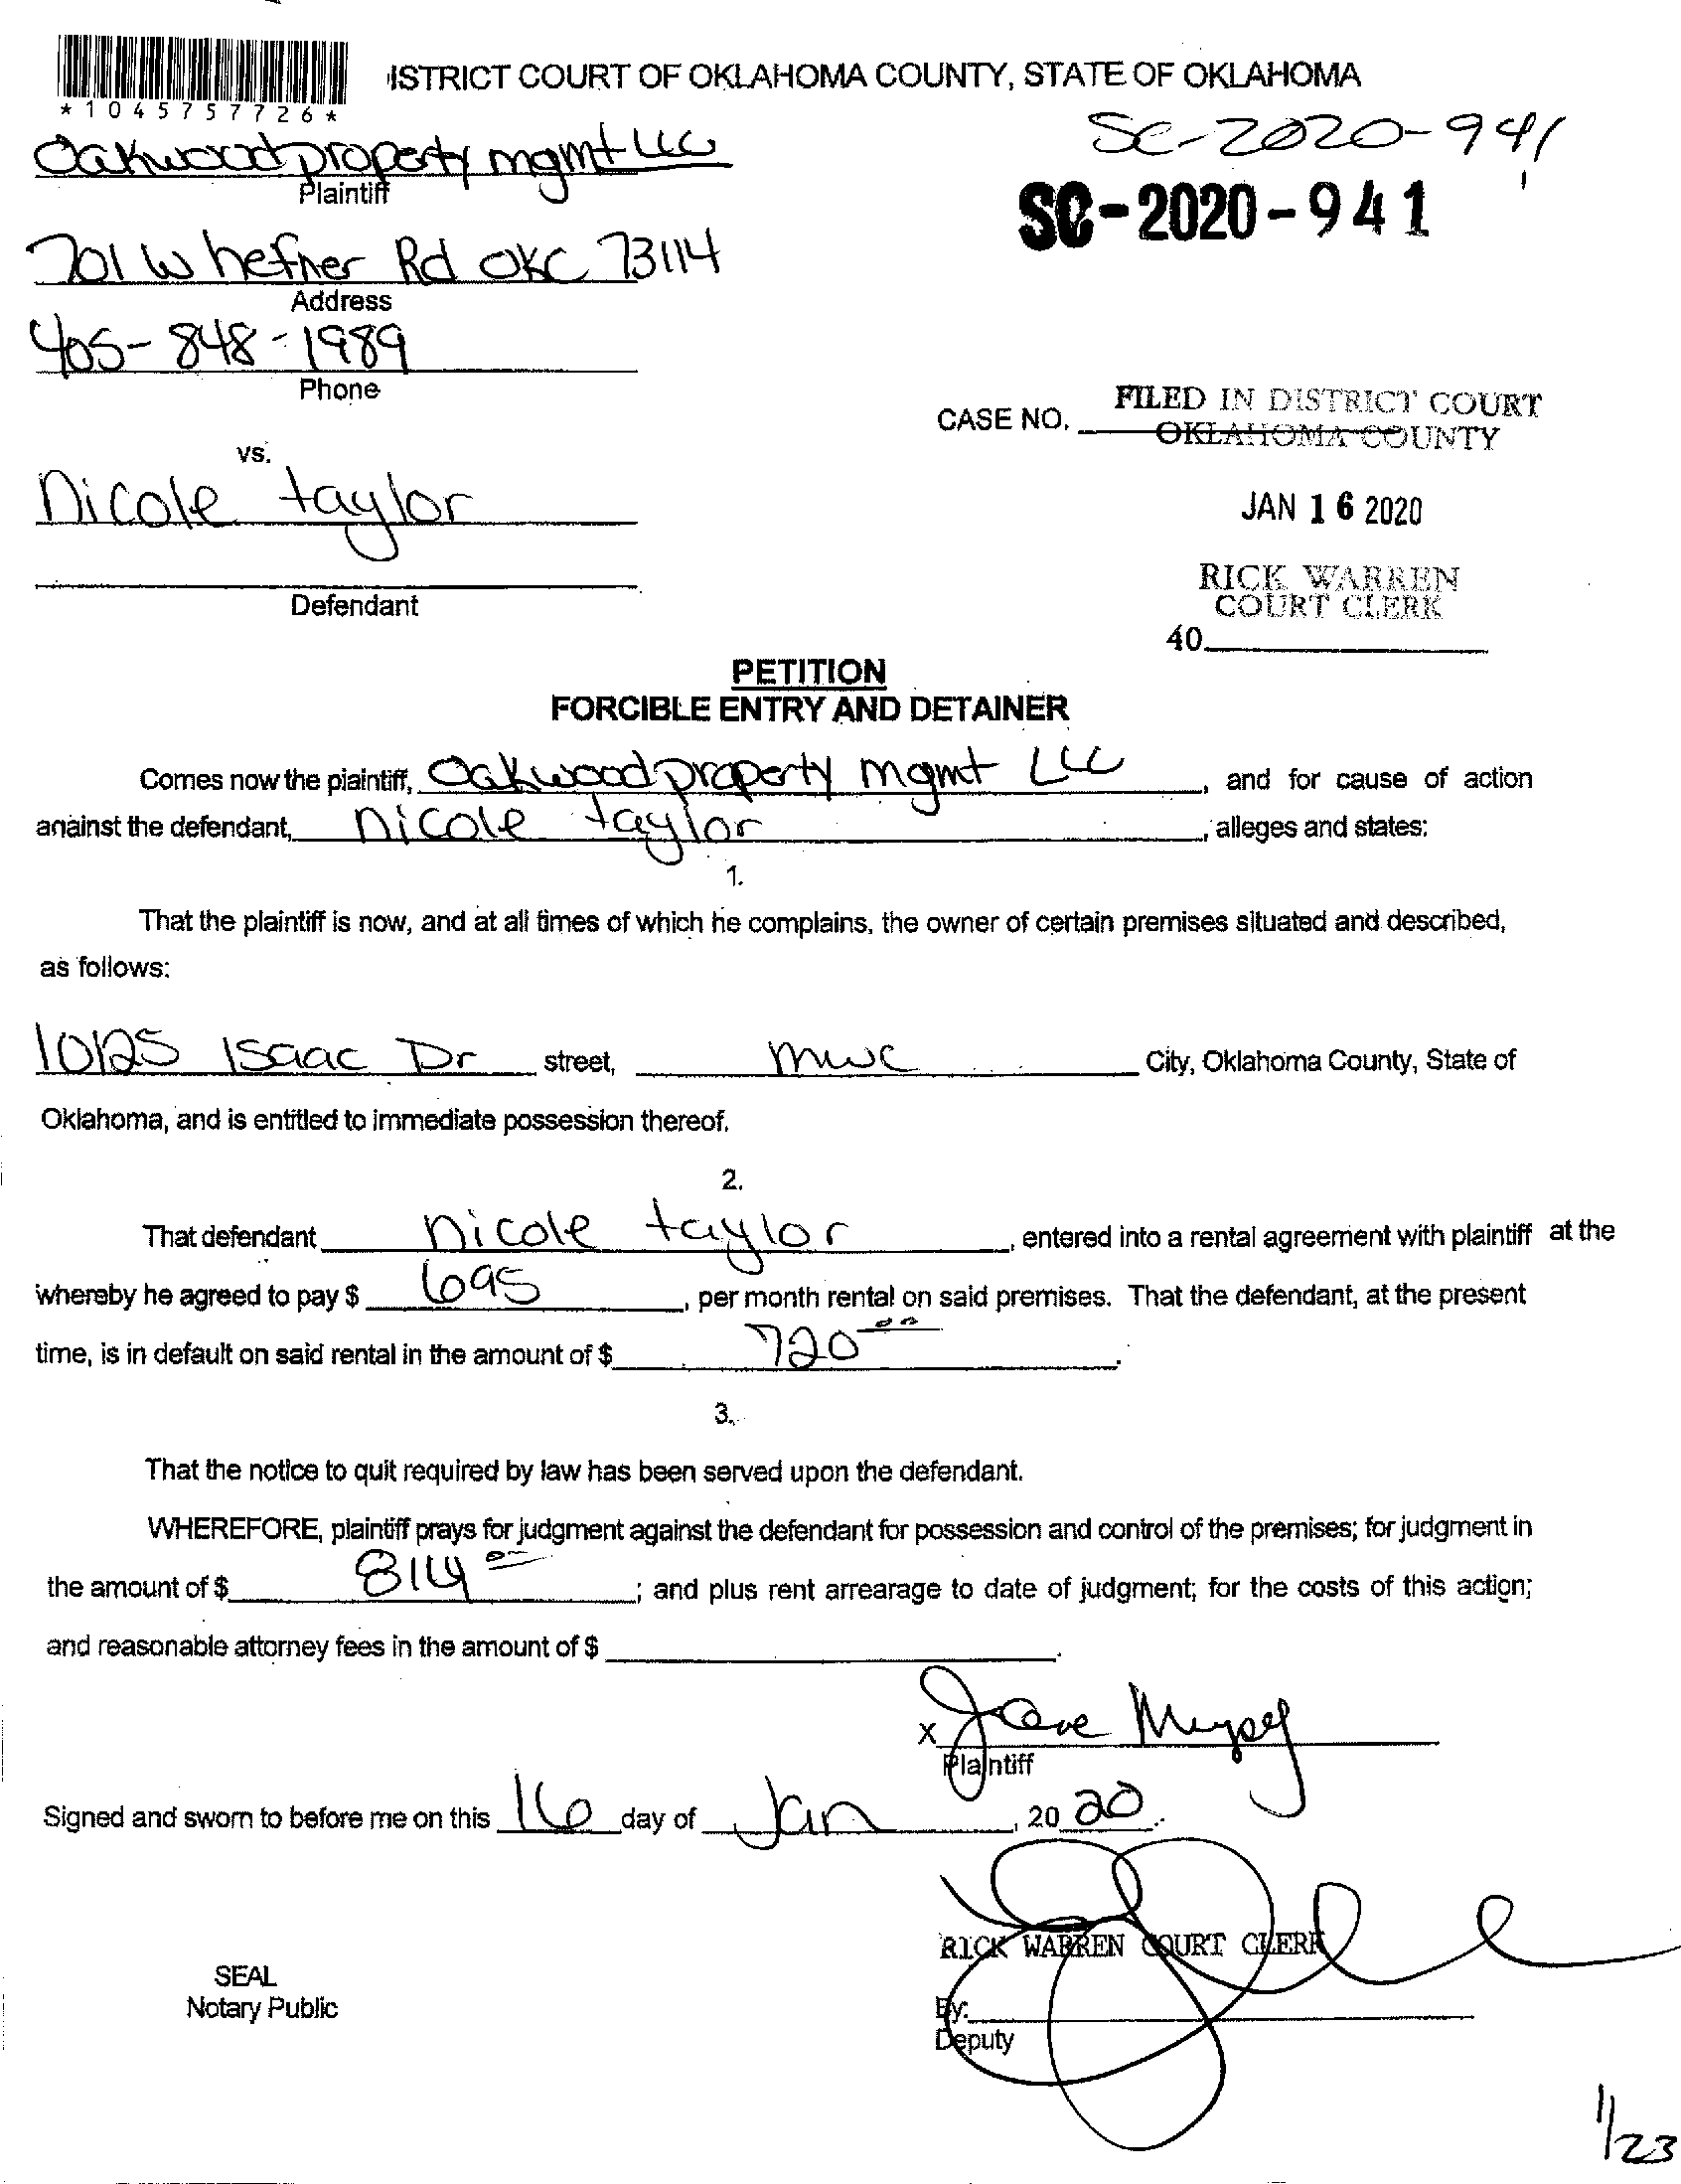 ISTRICT COURT OF OKLAHOMA COUNTY, STATE OF OKLAHOMA
*1045757726*
SC-2020-941
Oakwood property mgmt LLC
Plaintiff
SC-2020-941
701 W hefner Rd OKC 73114
Address
405-848-1989
Phone
CASE NO.
FILED IN DISTRICT COURT
OKLAHOMA COUNTY
vs.
Nicole taylor
JAN 16 2020
Defendant
RICK WARREN
COURT CLERK
40
PETITION
FORCIBLE ENTRY AND DETAINER
Comes now the plaintiff, Oakwood property mgmt LLC, and for cause of action
against the defendant, Nicole taylor, alleges and states:
1.
That the plaintiff is now, and at all times of which he complains, the owner of certain premises situated and described,
as follows:
10125 Isaac Dr street, mwc City, Oklahoma County, State of
Oklahoma, and is entitled to immediate possession thereof.
2.
That defendant Nicole taylor, entered into a rental agreement with plaintiff at the
whereby he agreed to pay $ 695, per month rental on said premises. That the defendant, at the present
time, is in default on said rental in the amount of $ 720 00.
3.
That the notice to quit required by law has been served upon the defendant.
WHEREFORE, plaintiff prays for judgment against the defendant for possession and control of the premises; for judgment in
the amount of $ 814 00; and plus rent arrearage to date of judgment; for the costs of this action;
and reasonable attorney fees in the amount of $
X
Plaintiff
Signed and sworn to before me on this 16 day of Jan, 2020.
RICK WARREN COURT CLERK
SEAL
Notary Public
By:
Deputy
1/23